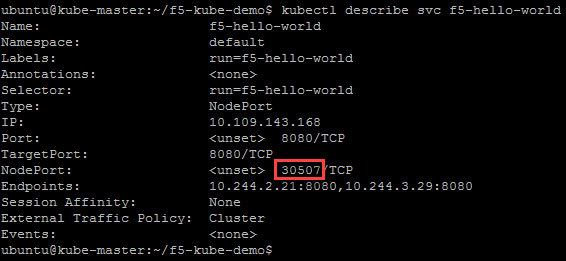 ubuntu@kube-master:~/f5-kube-demo$ kubectl describe svc f5-hello-world
Name: f5-hello-world
Namespace: default
Labels: run=f5-hello-world
Annotations: <none>
Selector: run=f5-hello-world
Type: NodePort
IP: 10.109.143.168
Port: <unset> 8080/TCP
TargetPort: 8080/TCP
NodePort: <unset> 30507/TCP
Endpoints: 10.244.2.21:8080,10.244.3.29:8080
Session Affinity: None
External Traffic Policy: Cluster
Events: <none>
ubuntu@kube-master:~/f5-kube-demo$